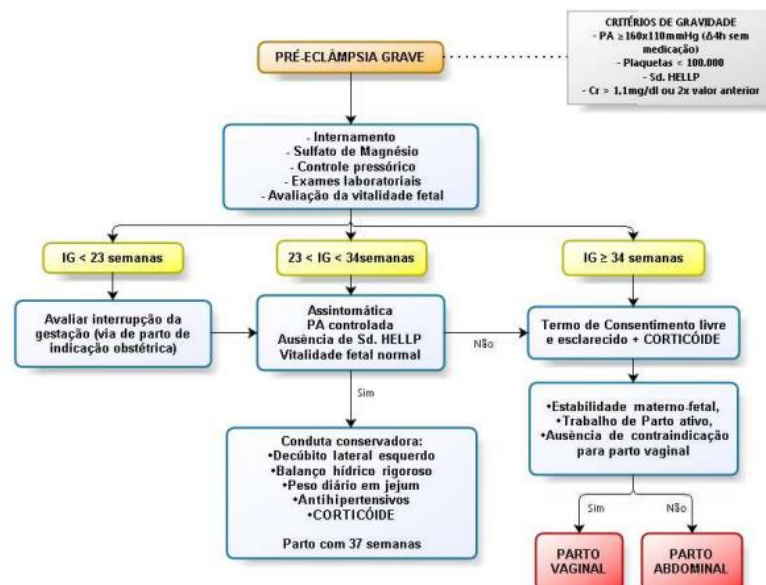 CRITÉRIOS DE GRAVIDADE
- PA ≥160x110mmHg (Δ4h sem
medicação)
- Plaquetas < 100.000
- Sd. HELLP
- Cr > 1,1mg/dl ou 2x valor anterior
PRÉ-ECLÂMPSIA GRAVE
- Internamento
- Sulfato de Magnésio
- Controle pressórico
- Exames laboratoriais
- Avaliação da vitalidade fetal
IG < 23 semanas
23 < IG < 34semanas
IG ≥ 34 semanas
Avaliar interrupção da
gestação (via de parto de
indicação obstétrica)
Assintomática
PA controlada
Ausência de Sd. HELLP
Vitalidade fetal normal
Não
Termo de Consentimento livre
e esclarecido + CORTICÓIDE
Sim
Conduta conservadora:
•Decúbito lateral esquerdo
•Balanço hídrico rigoroso
•Peso diário em jejum
•Antihipertensivos
•CORTICÓIDE
Parto com 37 semanas
•Estabilidade materno-fetal,
•Trabalho de Parto ativo,
•Ausência de contraindicação
para parto vaginal
Sim
Não
PARTO
VAGINAL
PARTO
ABDOMINAL